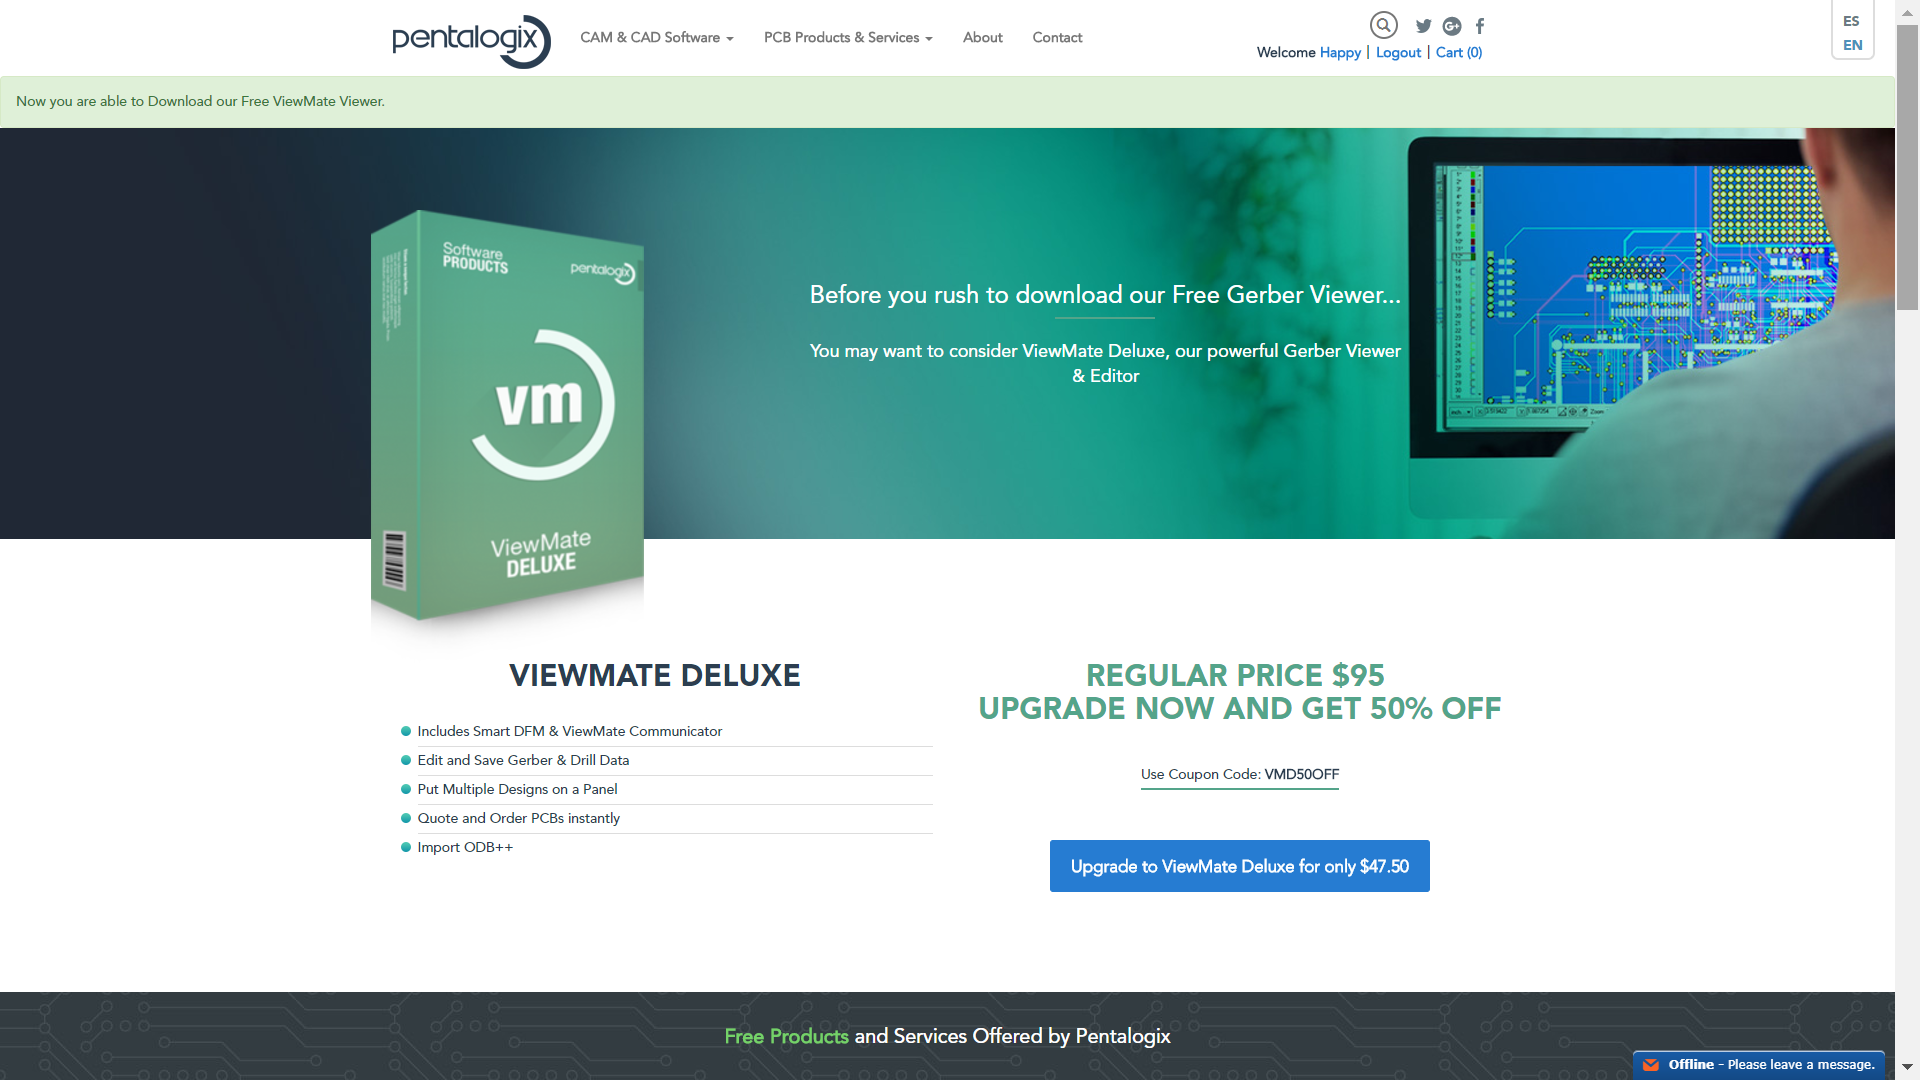 pentalogix
CAM & CAD Software
PCB Products & Services
About
Contact
Welcome Happy | Logout | Cart (0)
ES
EN
Now you are able to Download our Free ViewMate Viewer.
Software
PRODUCTS
pentalogix
vm
ViewMate
DELUXE
Before you rush to download our Free Gerber Viewer...
You may want to consider ViewMate Deluxe, our powerful Gerber Viewer
& Editor
VIEWMATE DELUXE
Includes Smart DFM & ViewMate Communicator
Edit and Save Gerber & Drill Data
Put Multiple Designs on a Panel
Quote and Order PCBs instantly
Import ODB++
REGULAR PRICE $95
UPGRADE NOW AND GET 50% OFF
Use Coupon Code: VMD50OFF
Upgrade to ViewMate Deluxe for only $47.50
Free Products and Services Offered by Pentalogix
Offline - Please leave a message.